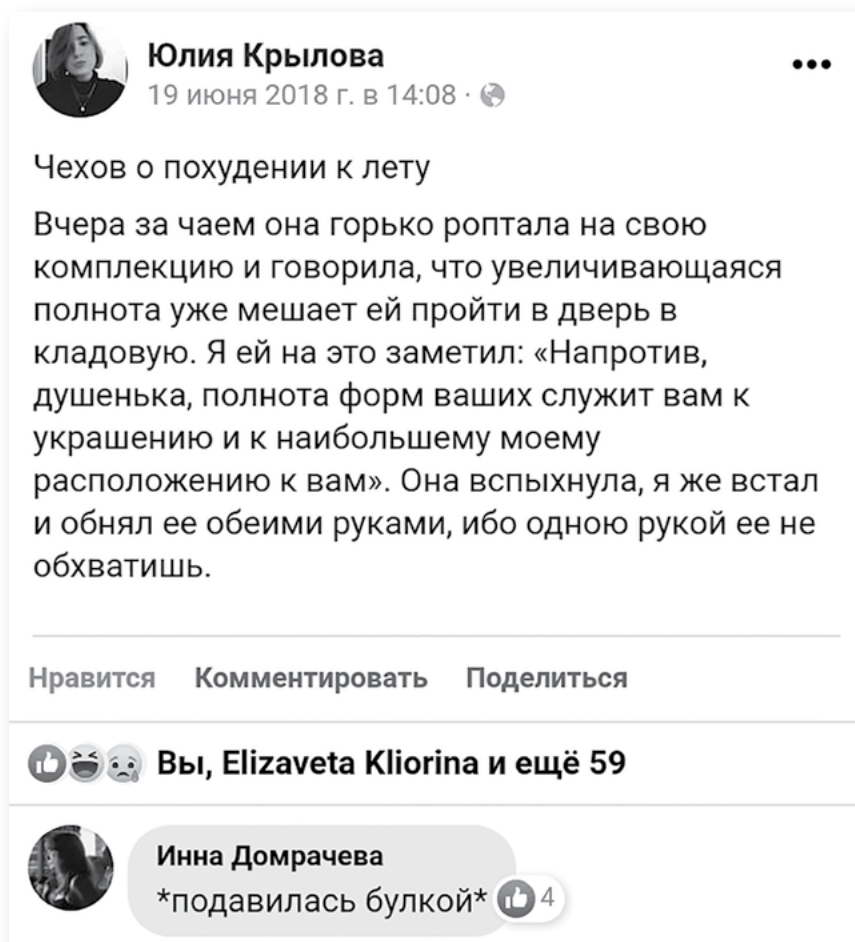 Юлия Крылова
19 июня 2018 г. в 14:08 ·
Чехов о похудении к лету
Вчера за чаем она горько роптала на свою
комплекцию и говорила, что увеличивающаяся
полнота уже мешает ей пройти в дверь в
кладовую. Я ей на это заметил: «Напротив,
душенька, полнота форм ваших служит вам к
украшению и к наибольшему моему
расположению к вам». Она вспыхнула, я же встал
и обнял ее обеими руками, ибо одною рукой ее не
обхватишь.
Нравится Комментировать Поделиться
Вы, Elizaveta Kliorina и ещё 59
Инна Домрачева
*подавилась булкой* 4